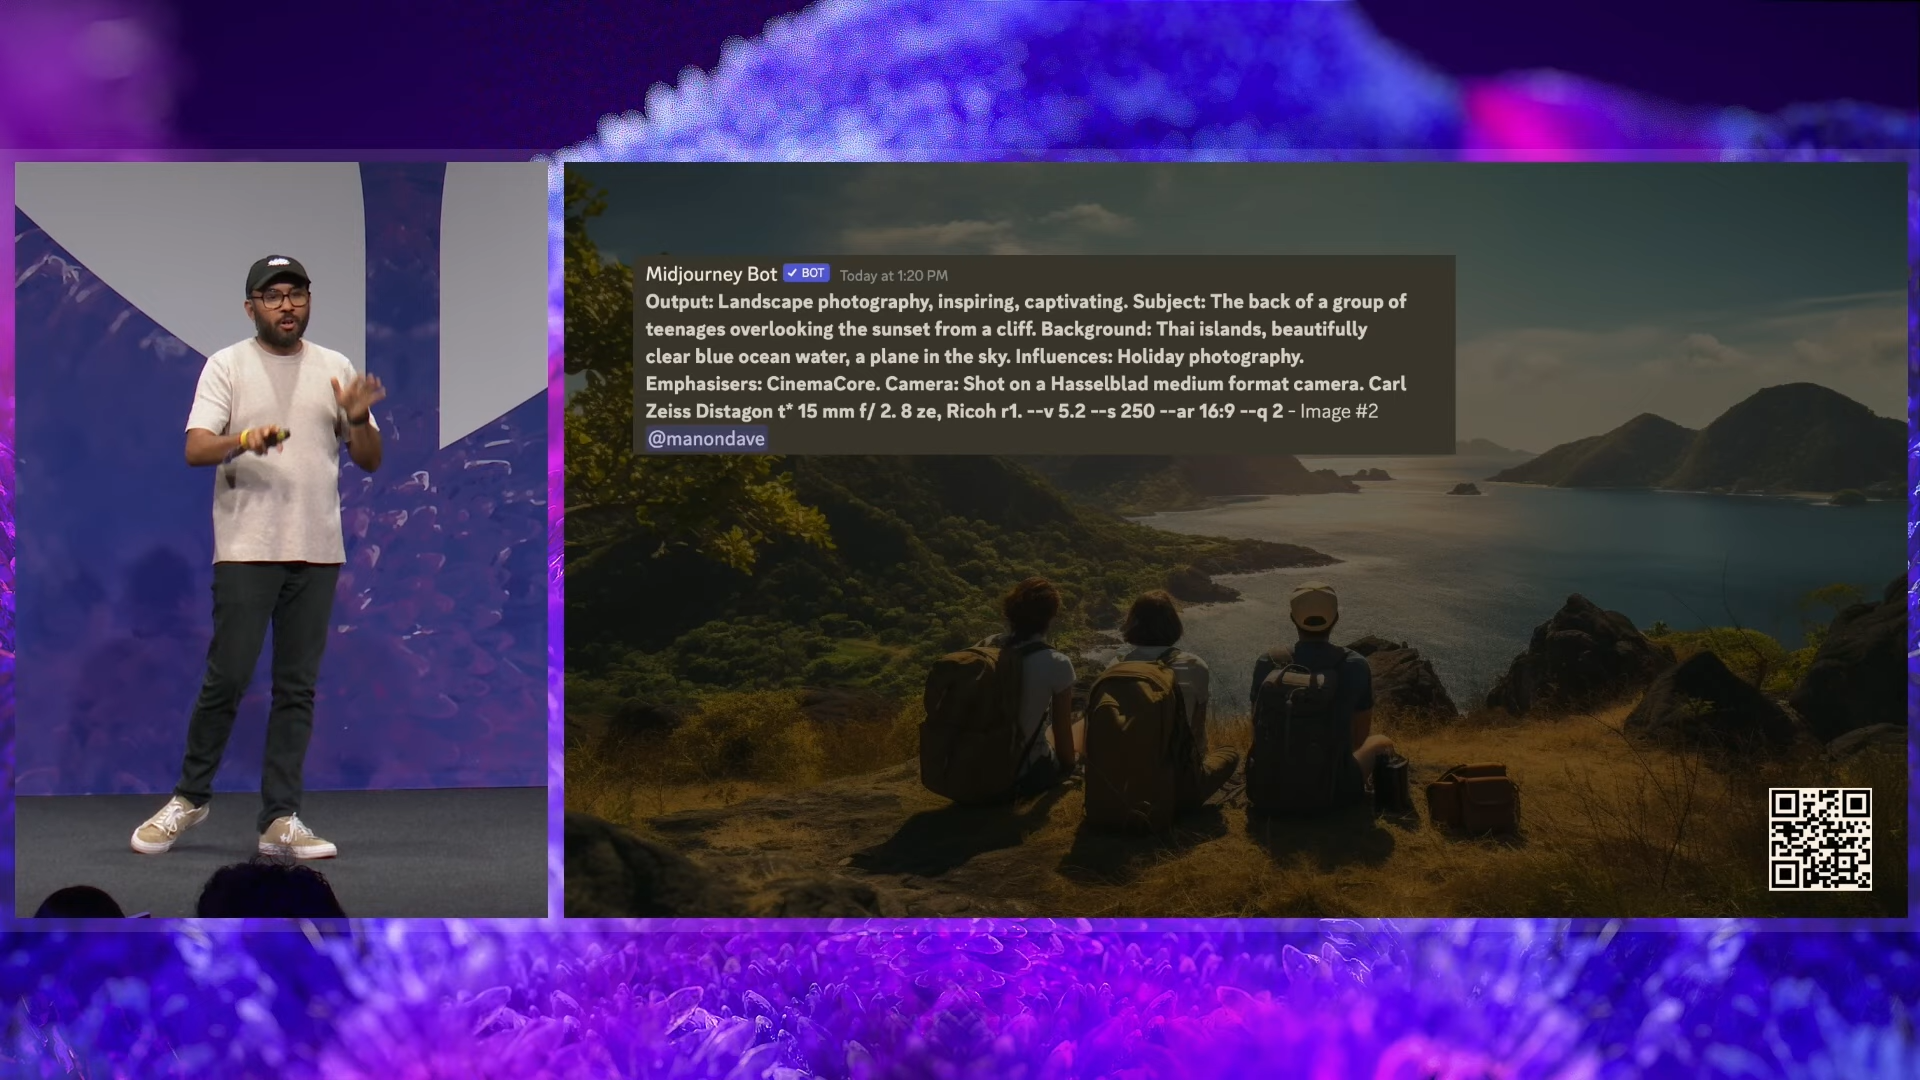 Midjourney Bot ✓ BOT Today at 1:20 PM
Output: Landscape photography, inspiring, captivating. Subject: The back of a group of
teenages overlooking the sunset from a cliff. Background: Thai islands, beautifully
clear blue ocean water, a plane in the sky. Influences: Holiday photography.
Emphasisers: CinemaCore. Camera: Shot on a Hasselblad medium format camera. Carl
Zeiss Distagon t* 15 mm f/ 2. 8 ze, Ricoh r1. --v 5.2 --s 250 --ar 16:9 --q 2 - Image #2
@manondave